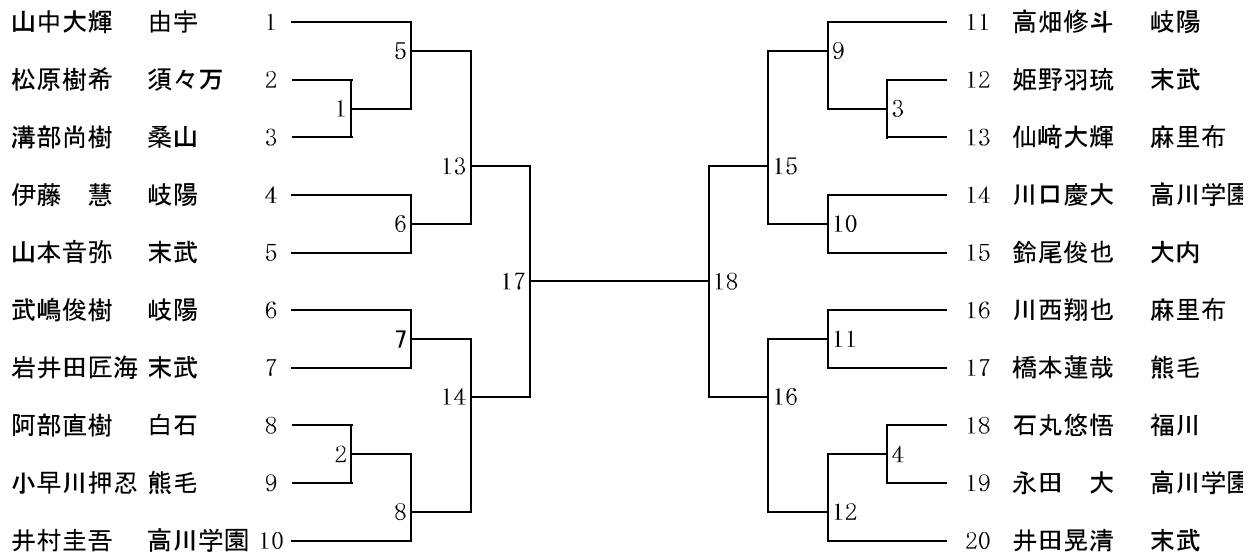 山中大輝 由宇 1
松原樹希 須々万 2
溝部尚樹 桑山 3
伊藤 慧 岐陽 4
山本音弥 末武 5
武嶋俊樹 岐陽 6
岩井田匠海 末武 7
阿部直樹 白石 8
小早川押忍 熊毛 9
井村圭吾 高川学園 10
1
2
5
6
7
8
13
14
17
18
15
16
9
10
11
12
3
4
11 高畑修斗 岐陽
12 姫野羽琉 末武
13 仙﨑大輝 麻里布
14 川口慶大 高川学園
15 鈴尾俊也 大内
16 川西翔也 麻里布
17 橋本蓮哉 熊毛
18 石丸悠悟 福川
19 永田 大 高川学園
20 井田晃清 末武